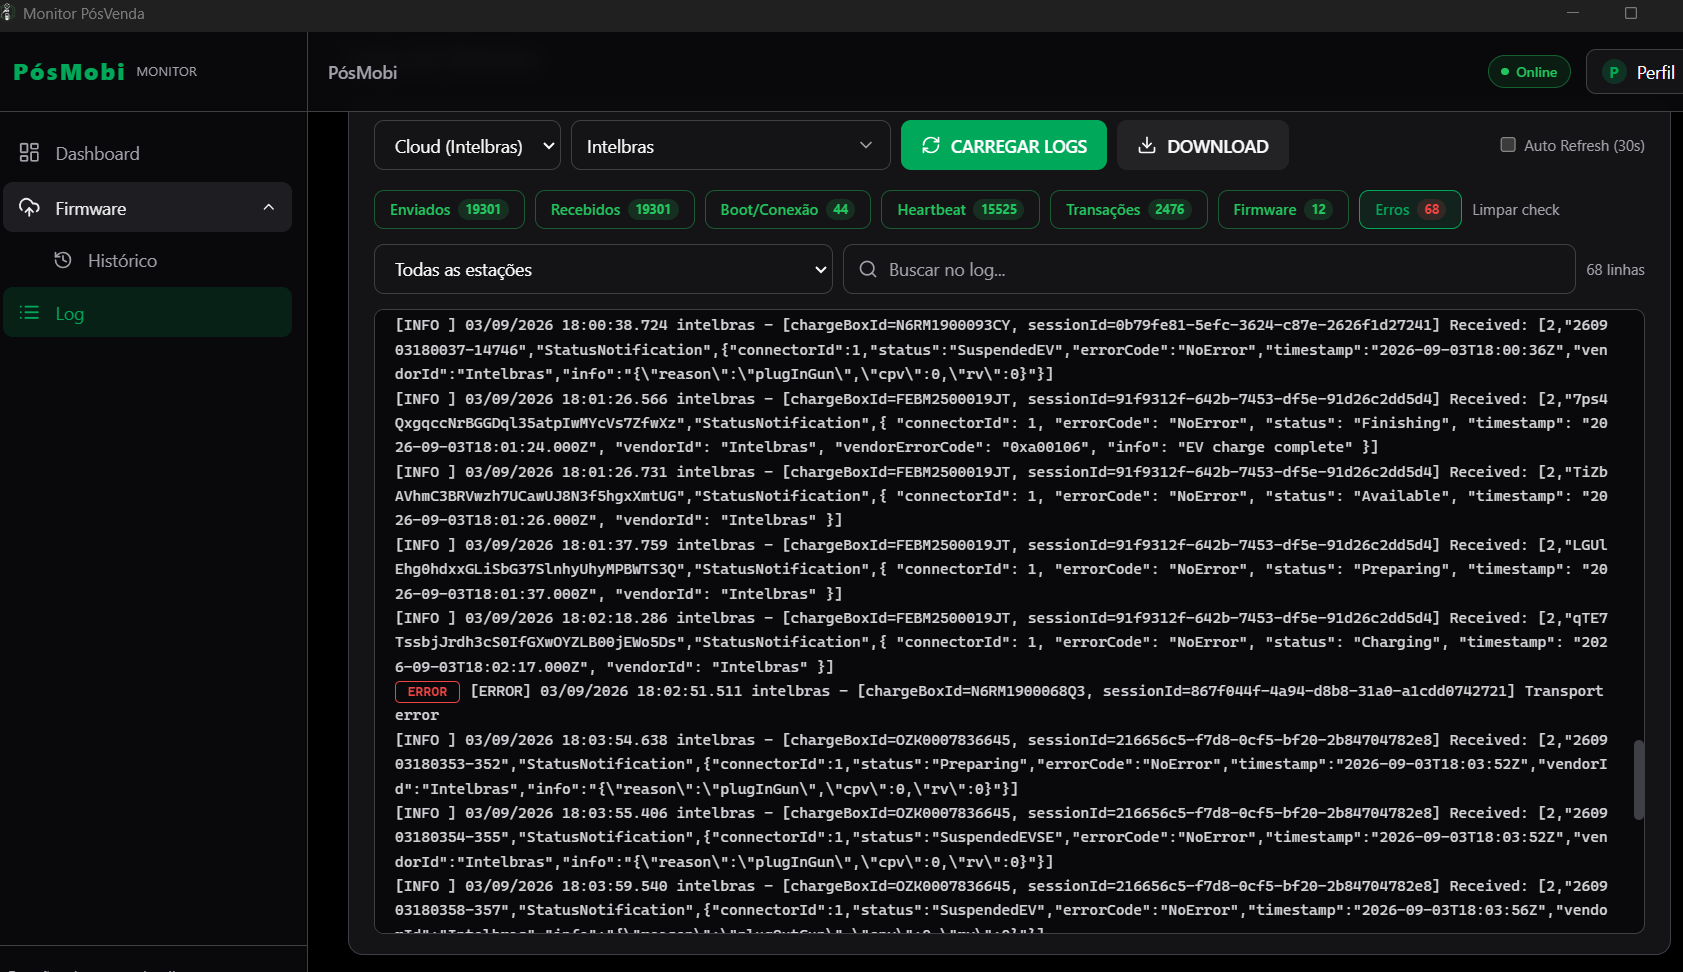 Monitor PósVenda
PósMobi MONITOR
PósMobi
Online
P Perfil
Dashboard
Firmware
Histórico
Log
Cloud (Intelbras)
Intelbras
CARREGAR LOGS
DOWNLOAD
Auto Refresh (30s)
Enviados 19301
Recebidos 19301
Boot/Conexão 44
Heartbeat 15525
Transações 2476
Firmware 12
Erros 68
Limpar check
Todas as estações
Buscar no log...
68 linhas
[INFO ] 03/09/2026 18:00:38.724 intelbras – [chargeBoxId=N6RM1900093CY, sessionId=0b79fe81-5efc-3624-c87e-2626f1d27241] Received: [2,"2609
03180037-14746","StatusNotification",{"connectorId":1,"status":"SuspendedEV","errorCode":"NoError","timestamp":"2026-09-03T18:00:36Z","ven
dorId":"Intelbras","info":"{\"reason\":\"plugInGun\",\"cpv\":0,\"rv\":0}"}]
[INFO ] 03/09/2026 18:01:26.566 intelbras – [chargeBoxId=FEBM2500019JT, sessionId=91f9312f-642b-7453-df5e-91d26c2dd5d4] Received: [2,"7ps4
QxgqccNrBGGDql35atpIwMYcVs7ZfwXz","StatusNotification",{ "connectorId": 1, "errorCode": "NoError", "status": "Finishing", "timestamp": "20
26-09-03T18:01:24.000Z", "vendorId": "Intelbras", "vendorErrorCode": "0xa00106", "info": "EV charge complete" }]
[INFO ] 03/09/2026 18:01:26.731 intelbras – [chargeBoxId=FEBM2500019JT, sessionId=91f9312f-642b-7453-df5e-91d26c2dd5d4] Received: [2,"TiZb
AVhmC3BRVwzh7UCawUJ8N3f5hgxXmtUG","StatusNotification",{ "connectorId": 1, "errorCode": "NoError", "status": "Available", "timestamp": "20
26-09-03T18:01:26.000Z", "vendorId": "Intelbras" }]
[INFO ] 03/09/2026 18:01:37.759 intelbras – [chargeBoxId=FEBM2500019JT, sessionId=91f9312f-642b-7453-df5e-91d26c2dd5d4] Received: [2,"LGUl
Ehg0hdxxGLiSbG37SlnhyUhyMPBWTS3Q","StatusNotification",{ "connectorId": 1, "errorCode": "NoError", "status": "Preparing", "timestamp": "20
26-09-03T18:01:37.000Z", "vendorId": "Intelbras" }]
[INFO ] 03/09/2026 18:02:18.286 intelbras – [chargeBoxId=FEBM2500019JT, sessionId=91f9312f-642b-7453-df5e-91d26c2dd5d4] Received: [2,"qTE7
TssbjJrdh3cS0IfGXwOYZLB00jEWo5Ds","StatusNotification",{ "connectorId": 1, "errorCode": "NoError", "status": "Charging", "timestamp": "202
6-09-03T18:02:17.000Z", "vendorId": "Intelbras" }]
ERROR [ERROR] 03/09/2026 18:02:51.511 intelbras – [chargeBoxId=N6RM1900068Q3, sessionId=867f044f-4a94-d8b8-31a0-a1cdd0742721] Transport
error
[INFO ] 03/09/2026 18:03:54.638 intelbras – [chargeBoxId=OZK0007836645, sessionId=216656c5-f7d8-0cf5-bf20-2b84704782e8] Received: [2,"2609
03180353-352","StatusNotification",{"connectorId":1,"status":"Preparing","errorCode":"NoError","timestamp":"2026-09-03T18:03:52Z","vendorI
d":"Intelbras","info":"{\"reason\":\"plugInGun\",\"cpv\":0,\"rv\":0}"}]
[INFO ] 03/09/2026 18:03:55.406 intelbras – [chargeBoxId=OZK0007836645, sessionId=216656c5-f7d8-0cf5-bf20-2b84704782e8] Received: [2,"2609
03180354-355","StatusNotification",{"connectorId":1,"status":"SuspendedEVSE","errorCode":"NoError","timestamp":"2026-09-03T18:03:52Z","ven
dorId":"Intelbras","info":"{\"reason\":\"plugInGun\",\"cpv\":0,\"rv\":0}"}]
[INFO ] 03/09/2026 18:03:59.540 intelbras – [chargeBoxId=OZK0007836645, sessionId=216656c5-f7d8-0cf5-bf20-2b84704782e8] Received: [2,"2609
03180358-357","StatusNotification",{"connectorId":1,"status":"SuspendedEV","errorCode":"NoError","timestamp":"2026-09-03T18:03:56Z","vendo
rId":"Intelbras","info":"{\"reason\":\"plugOutGun\",\"cpv\":0,\"rv\":0}"}]